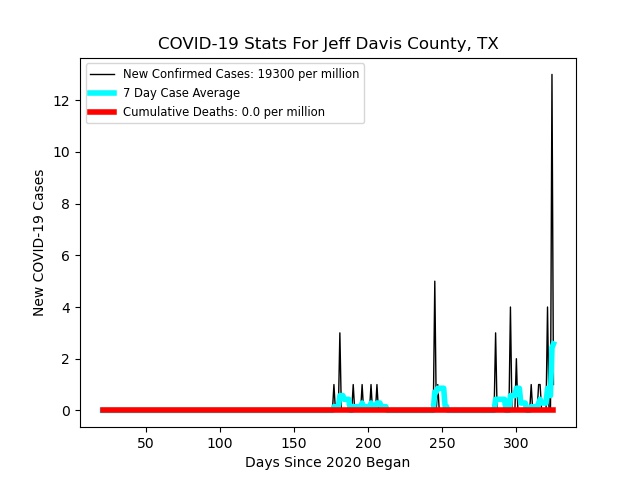 COVID-19 Stats For Jeff Davis County, TX
New Confirmed Cases: 19300 per million
7 Day Case Average
Cumulative Deaths: 0.0 per million
New COVID-19 Cases
12
10
8
6
4
2
0
50
100
150
200
250
300
Days Since 2020 Began